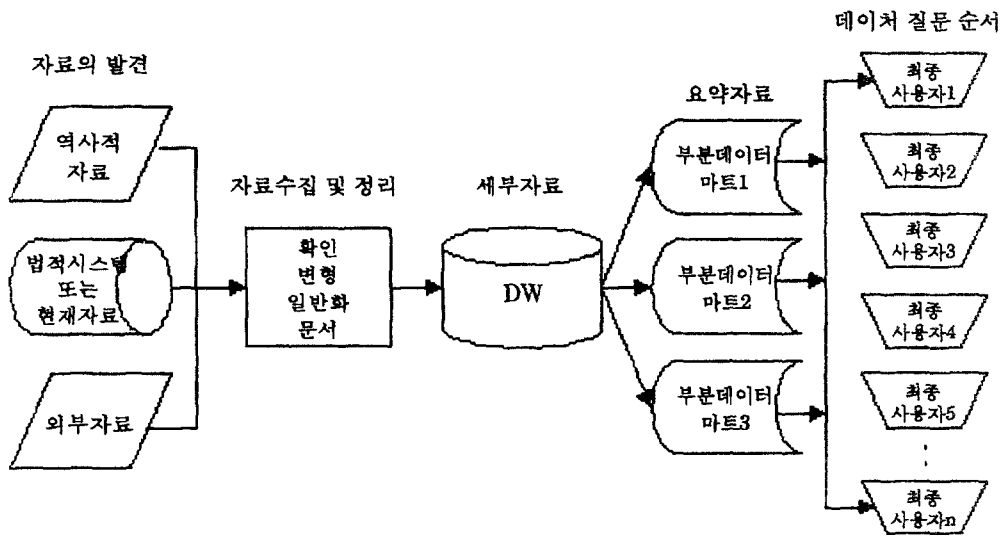 데이처 질문 순서
자료의 발견
역사적
자료
법적시스템
또는
현재자료
외부자료
자료수집 및 정리
확인
변형
일반화
문서
세부자료
DW
요약자료
부분데이터
마트1
부분데이터
마트2
부분데이터
마트3
최종
사용자1
최종
사용자2
최종
사용자3
최종
사용자4
최종
사용자5
최종
사용자n